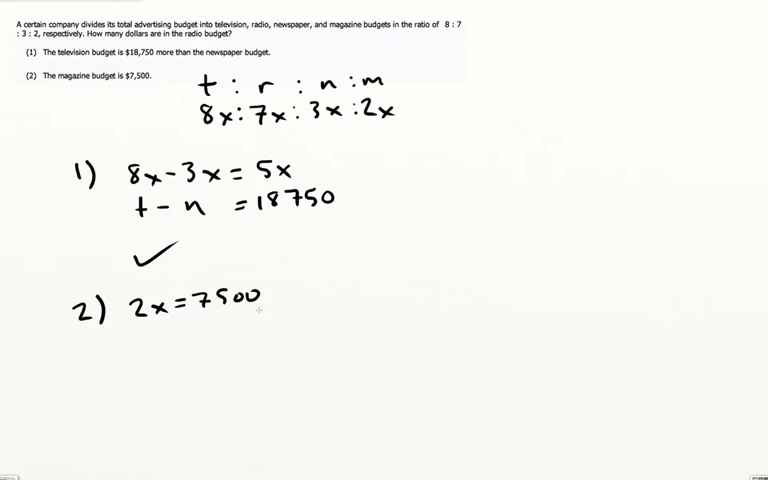 A certain company divides its total advertising budget into television, radio, newspaper, and magazine budgets in the ratio of 8 : 7
: 3 : 2, respectively. How many dollars are in the radio budget?
(1) The television budget is $18,750 more than the newspaper budget.
(2) The magazine budget is $7,500.
t : r : n : m
8x : 7x : 3x : 2x
1) 8x - 3x = 5x
t - n = 18750
✓
2) 2x = 7500